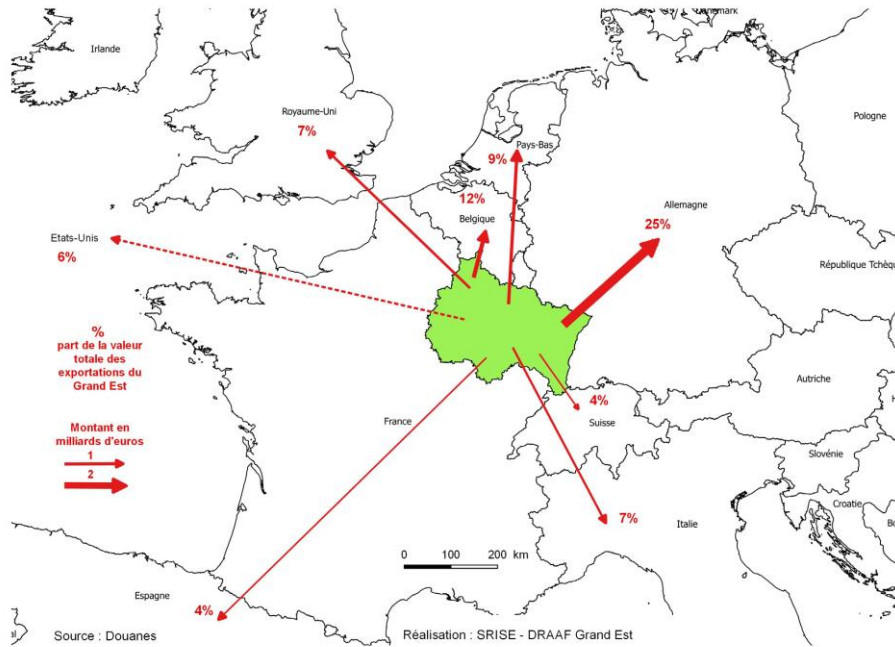 Danemark
Irlande
Royaume-Uni
7%
Pays-Bas
9%
Pologne
12%
Belgique
Allemagne
25%
Etats-Unis
6%
République Tchèq
%
part de la valeur
totale des
exportations du
Grand Est
Autriche
4%
Suisse
France
Montant en
milliards d'euros
1
2
Slovénie
Croatie
7%
Italie
0 100 200 km
Espagne
4%
Source : Douanes
Réalisation : SRISE - DRAAF Grand Est